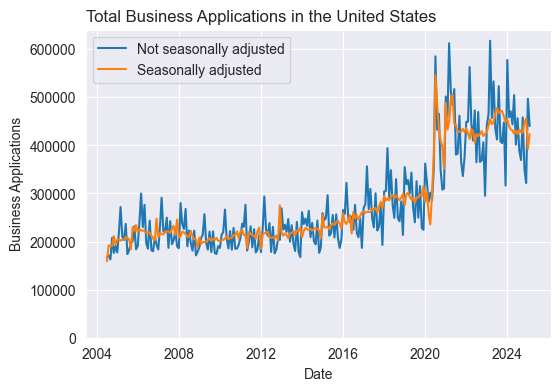 Total Business Applications in the United States
Not seasonally adjusted
Seasonally adjusted
Business Applications
600000
500000
400000
300000
200000
100000
0
2004 2008 2012 2016 2020 2024
Date